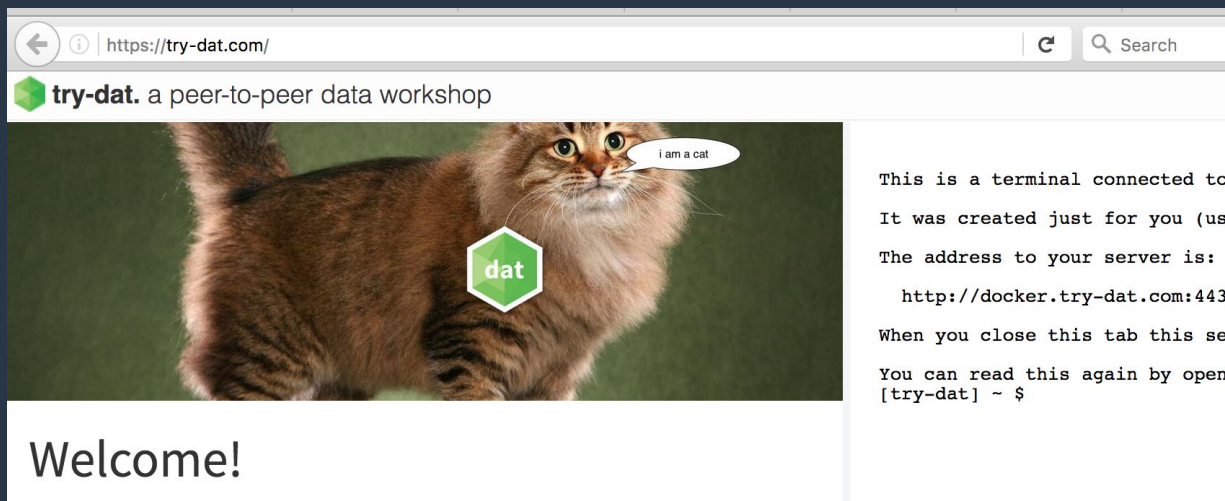 https://try-dat.com/
Search
try-dat. a peer-to-peer data workshop
i am a cat
dat
Welcome!
This is a terminal connected to
It was created just for you (us
The address to your server is:
http://docker.try-dat.com:443
When you close this tab this se
You can read this again by open
[try-dat] ~ $